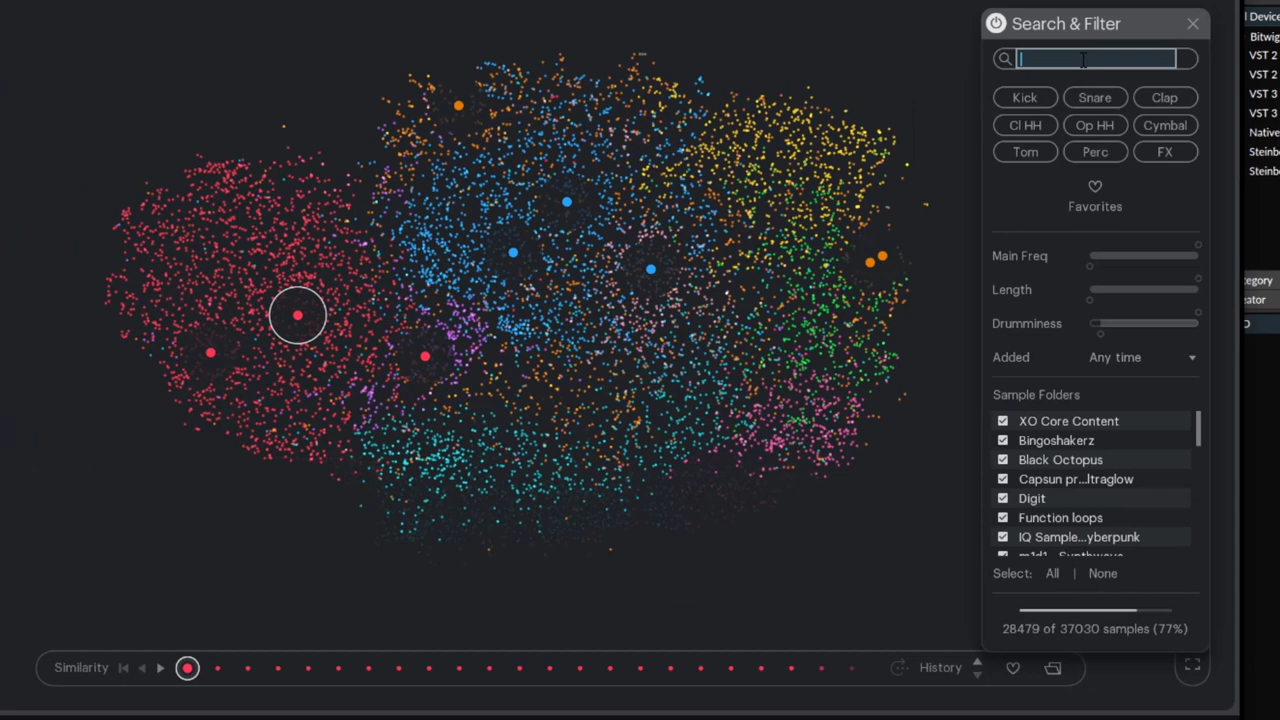 Search & Filter
Kick Snare Clap
Cl HH Op HH Cymbal
Tom Perc FX
Favorites
Main Freq
Length
Drumminess
Added Any time
Sample Folders
XO Core Content
Bingoshakerz
Black Octopus
Capsun pr...ltraglow
Digit
Function loops
IQ Sample...yberpunk
Select: All | None
28479 of 37030 samples (77%)
Similarity
History
l Device
Bitwig
VST 2
VST 2
VST 3
VST 3
Native
Steinb
Steinb
tegory
eator